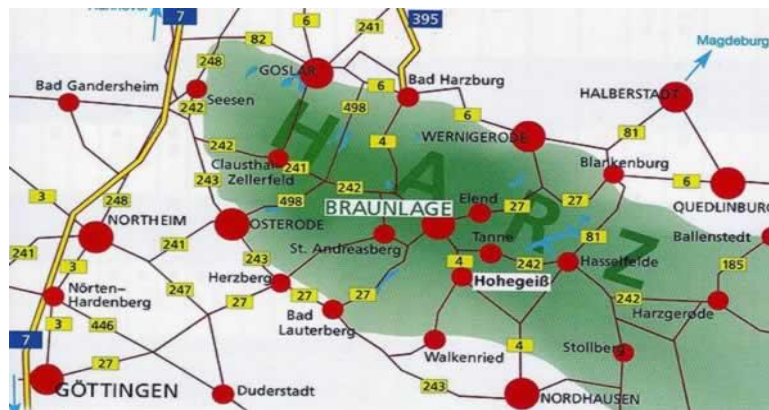 7
395
6
241
82
248
GOSLAR
Magdeburg
Bad Gandersheim
Seesen
6
Bad Harzburg
HALBERSTADT
242
498
6
H
4
WERNIGERODE
81
242
Clausthal-
Zellerfeld
241
A
Blankenburg
243
242
R
6
3
248
498
BRAUNLAGE
Elend
27
27
QUEDLINBURG
NORTHEIM
OSTERODE
Z
241
241
St. Andreasberg
Tanne
81
Ballenstedt
243
4
242
Hasselfelde
185
3
Herzberg
Hohegeiß
Nörten-
Hardenberg
247
27
27
27
242
Harzgerode
Bad
Lauterberg
3
446
7
4
Walkenried
Stollberg
27
243
GÖTTINGEN
Duderstadt
NORDHAUSEN